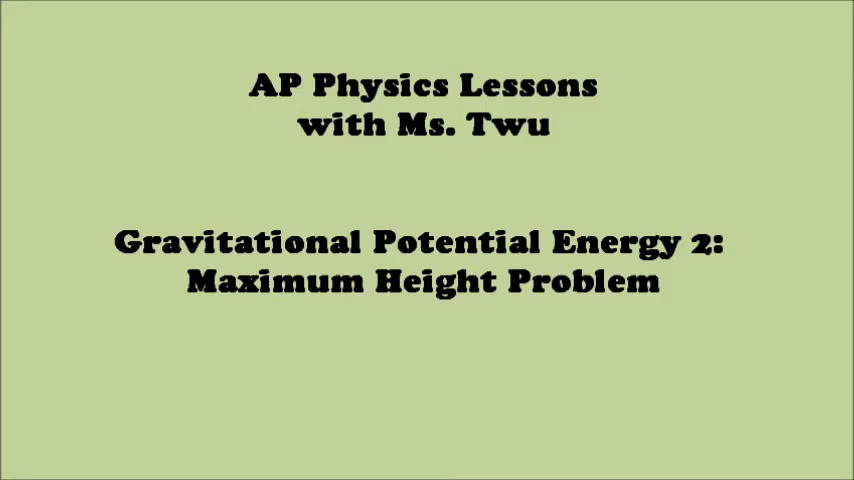 AP Physics Lessons
with Ms. Twu
Gravitational Potential Energy 2:
Maximum Height Problem